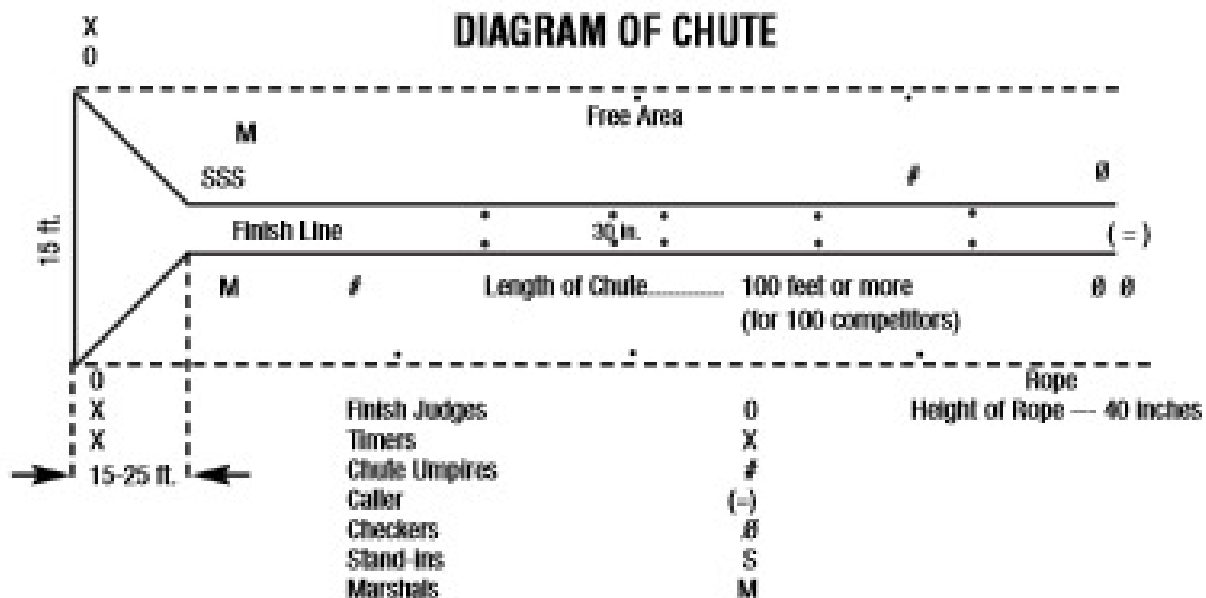 X
0
DIAGRAM OF CHUTE
Free Area
M
SSS
#
Ø
15 ft.
Finish Line
30 in.
( = )
M
#
Length of Chute............ 100 feet or more
(for 100 competitors)
Ø Ø
0
X
X
15-25 ft.
Rope
Height of Rope — 40 inches
Finish Judges 0
Timers X
Chute Umpires #
Caller (=)
Checkers Ø
Stand-ins S
Marshals M